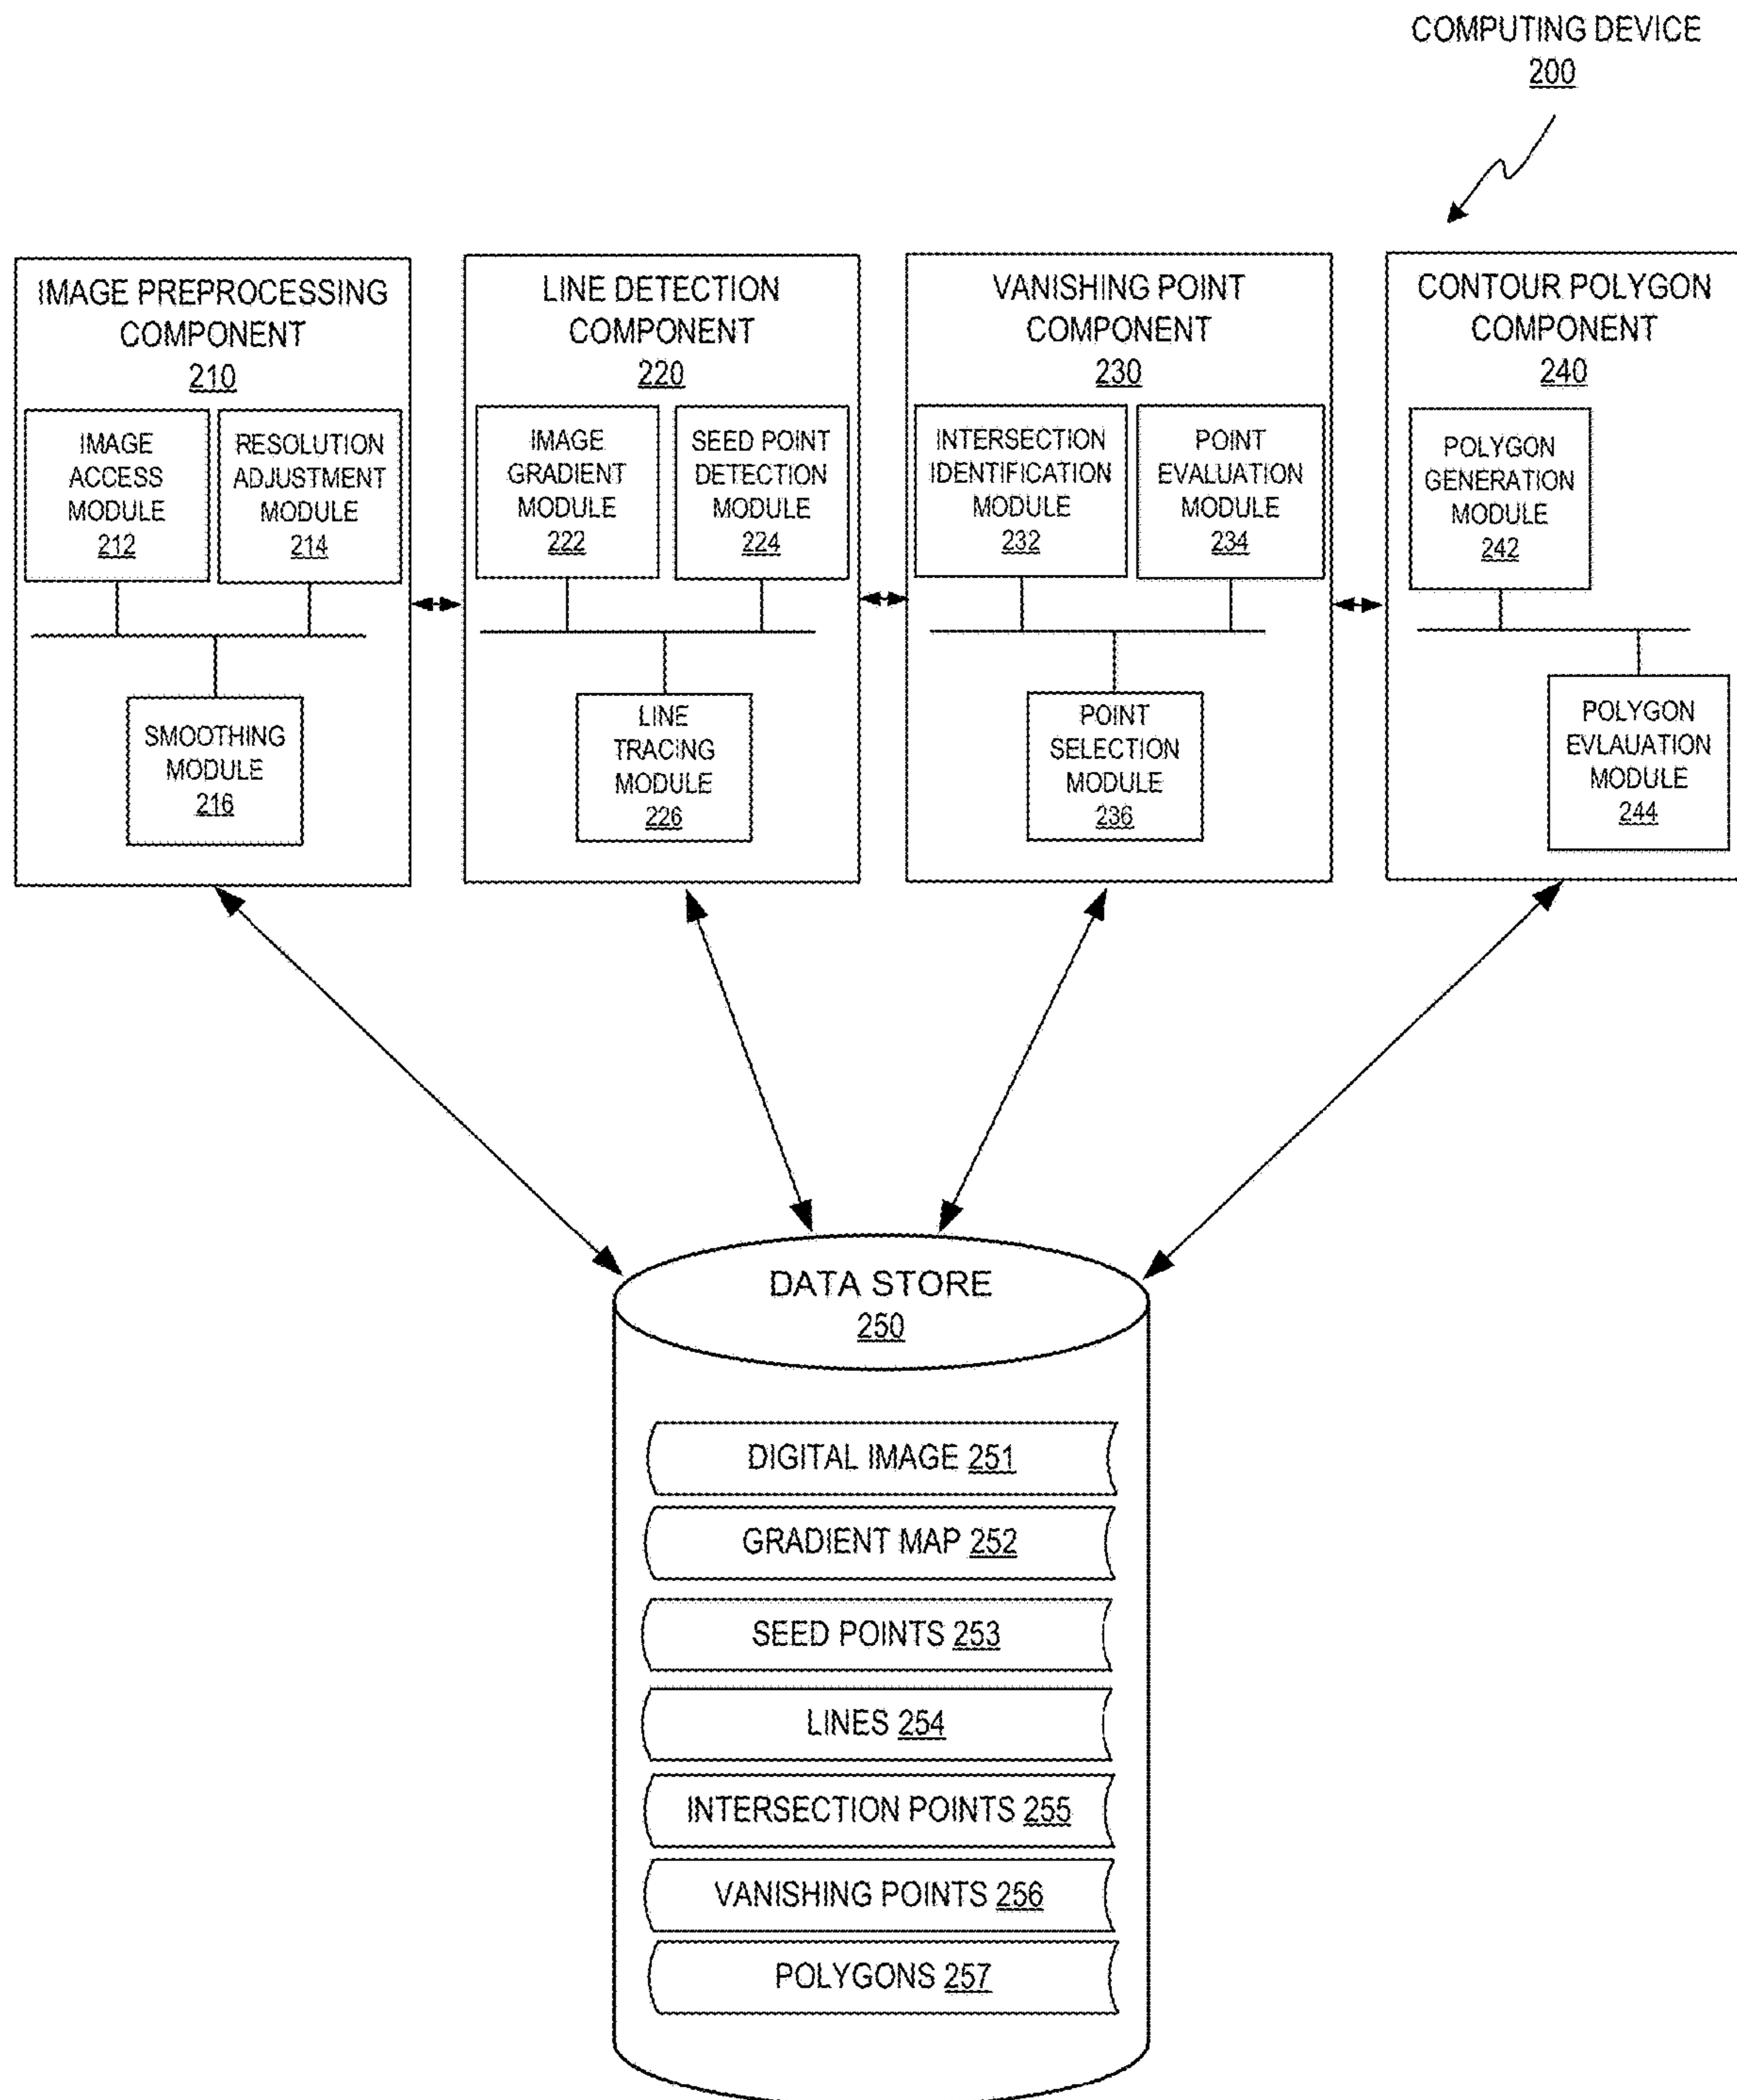 COMPUTING DEVICE
200
IMAGE PREPROCESSING
COMPONENT
210
IMAGE
ACCESS
MODULE
212
RESOLUTION
ADJUSTMENT
MODULE
214
SMOOTHING
MODULE
216
LINE DETECTION
COMPONENT
220
IMAGE
GRADIENT
MODULE
222
SEED POINT
DETECTION
MODULE
224
LINE
TRACING
MODULE
226
VANISHING POINT
COMPONENT
230
INTERSECTION
IDENTIFICATION
MODULE
232
POINT
EVALUATION
MODULE
234
POINT
SELECTION
MODULE
236
CONTOUR POLYGON
COMPONENT
240
POLYGON
GENERATION
MODULE
242
POLYGON
EVLAUATION
MODULE
244
DATA STORE
250
DIGITAL IMAGE 251
GRADIENT MAP 252
SEED POINTS 253
LINES 254
INTERSECTION POINTS 255
VANISHING POINTS 256
POLYGONS 257